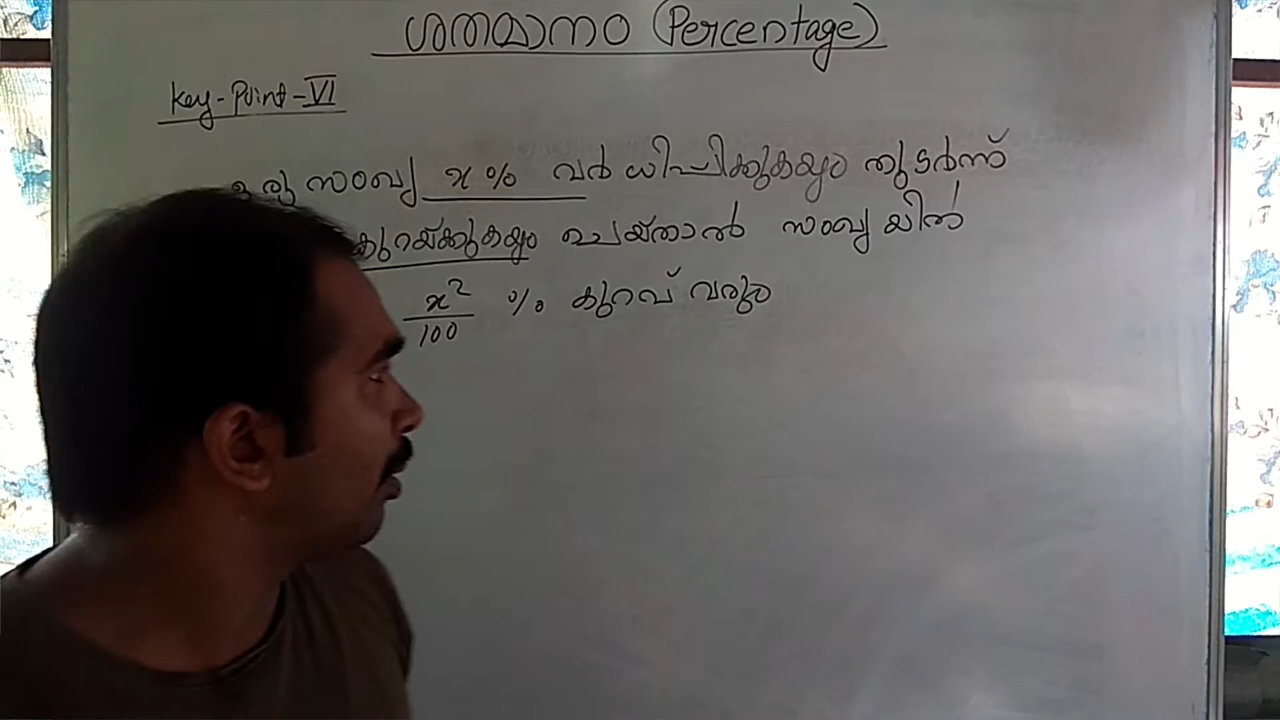 ശതമാനം (Percentage)
Key-Point-VI
ഒരു സംഖ്യ x% വർധിപ്പിക്കുകയും തുടർന്ന്
കുറയ്ക്കുകയും ചെയ്താൽ സംഖ്യയിൽ
x²/100 % കുറവ് വരും